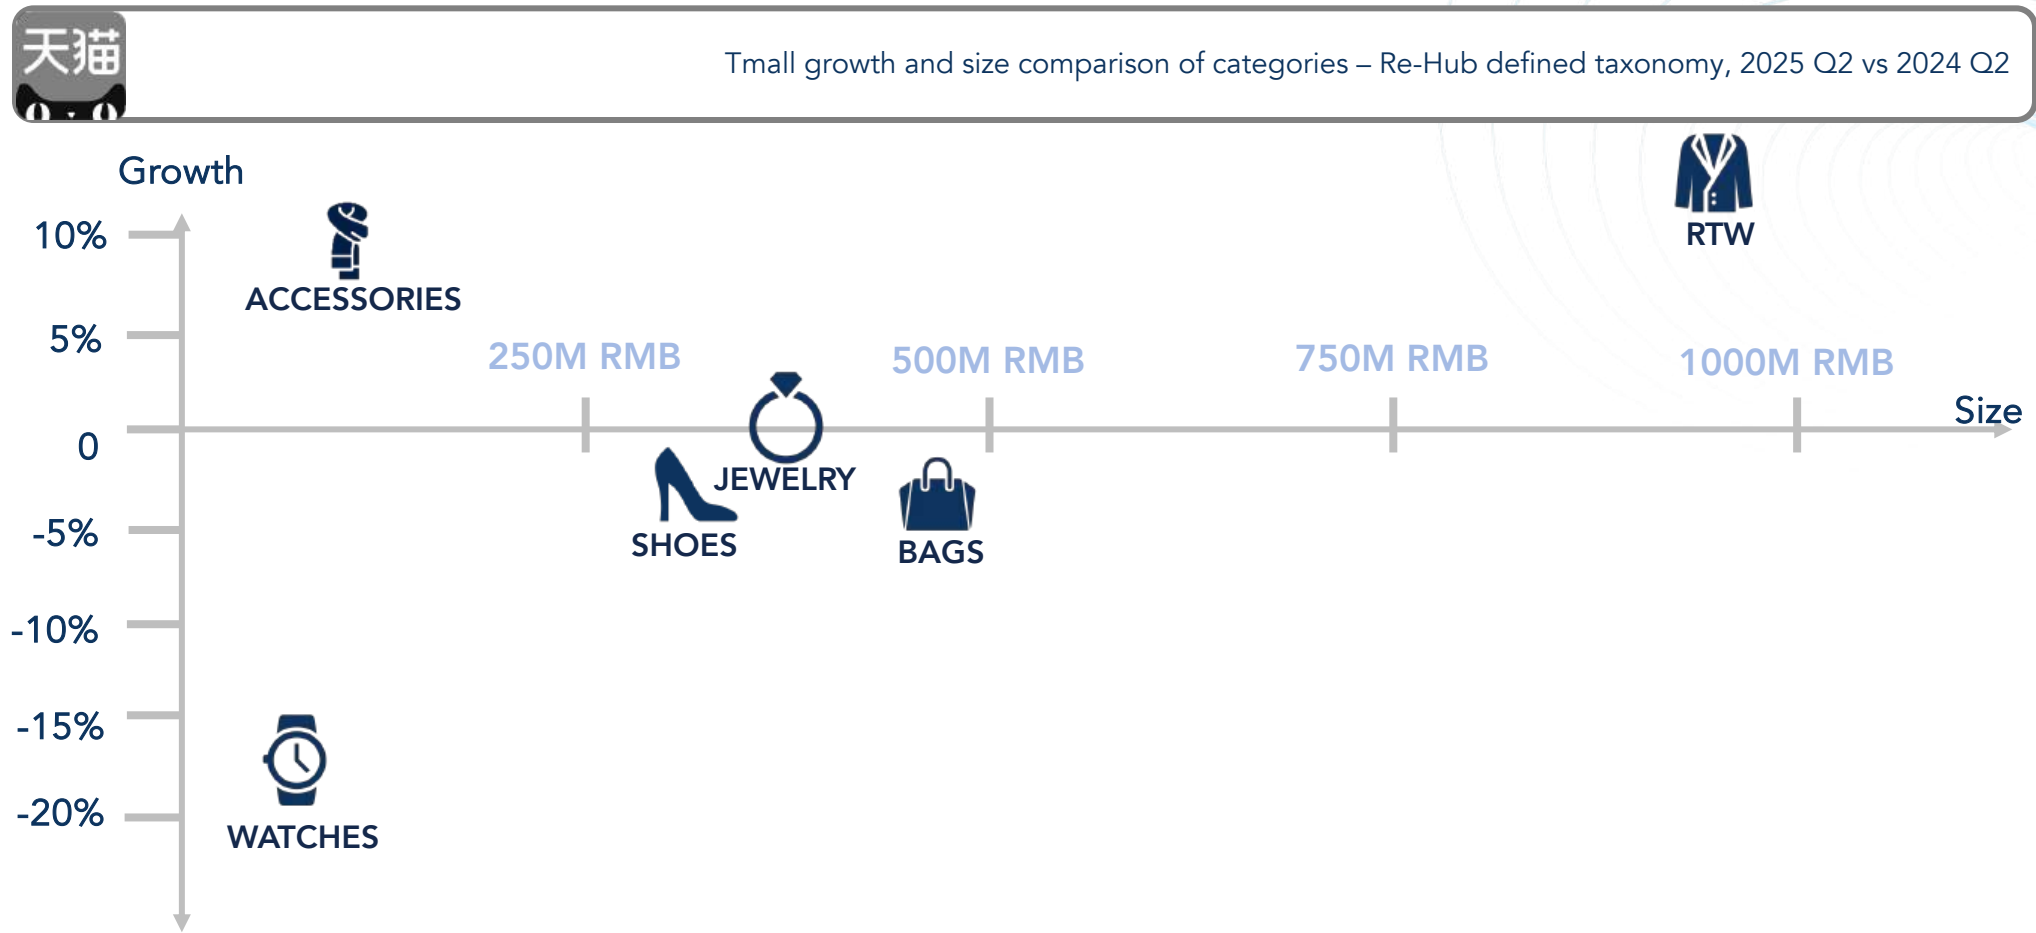 天猫
Tmall growth and size comparison of categories – Re-Hub defined taxonomy, 2025 Q2 vs 2024 Q2
Growth
10%
RTW
ACCESSORIES
5%
250M RMB
500M RMB
750M RMB
1000M RMB
Size
0
JEWELRY
-5%
SHOES
BAGS
-10%
-15%
-20%
WATCHES